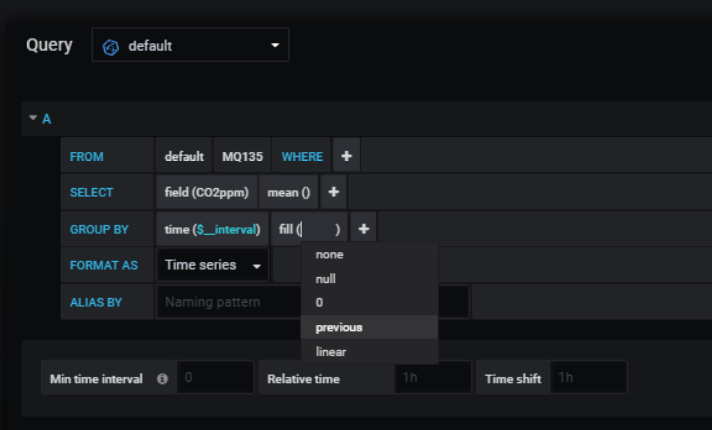 Query default
A
FROM default MQ135 WHERE +
SELECT field (CO2ppm) mean () +
GROUP BY time ($__interval) fill ( ) +
none
FORMAT AS Time series
null
0
ALIAS BY Naming pattern
previous
linear
Min time interval 0 Relative time 1h Time shift 1h